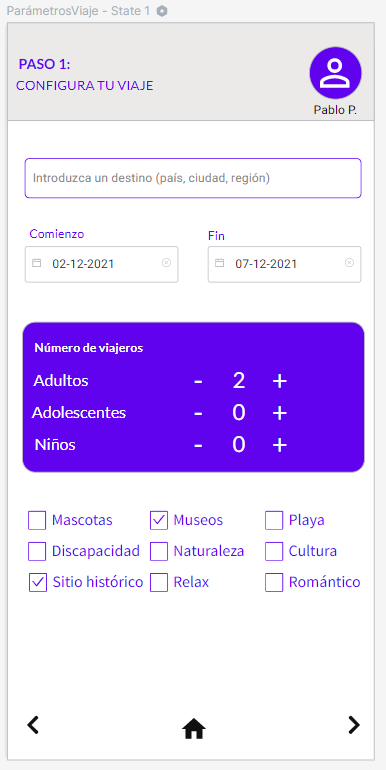 ParámetrosViaje - State 1
PASO 1:
CONFIGURA TU VIAJE
Pablo P.
Introduzca un destino (país, ciudad, región)
Comienzo
Fin
02-12-2021
07-12-2021
Número de viajeros
Adultos - 2 +
Adolescentes - 0 +
Niños - 0 +
Mascotas Museos Playa
Discapacidad Naturaleza Cultura
Sitio histórico Relax Romántico